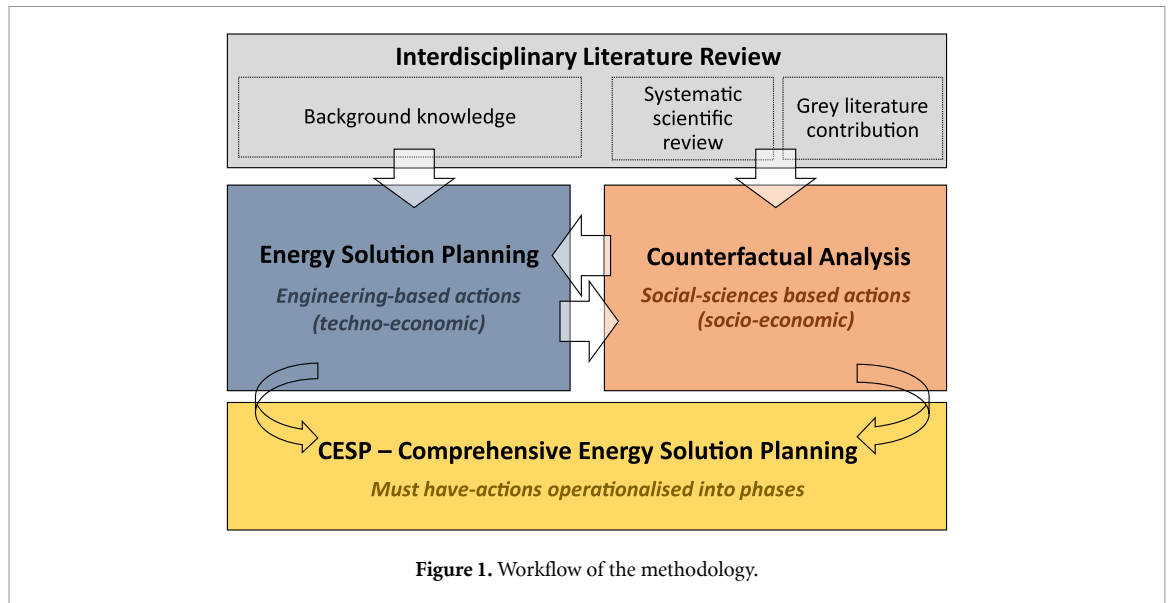 Interdisciplinary Literature Review
Background knowledge
Systematic
scientific
review
Grey literature
contribution
Energy Solution Planning
Engineering-based actions
(techno-economic)
Counterfactual Analysis
Social-sciences based actions
(socio-economic)
CESP – Comprehensive Energy Solution Planning
Must have-actions operationalised into phases
Figure 1. Workflow of the methodology.